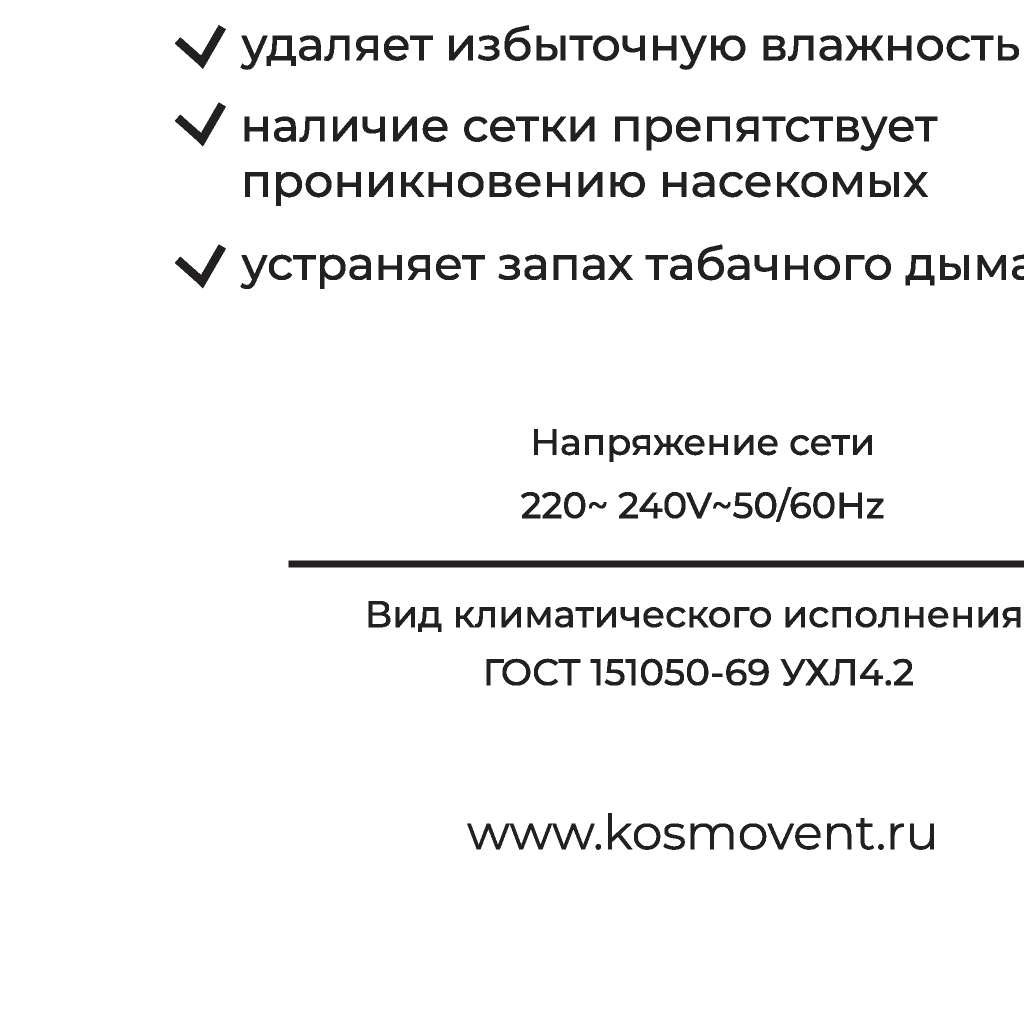 удаляет избыточную влажность
наличие сетки препятствует
проникновению насекомых
устраняет запах табачного дыма
Напряжение сети
220~ 240V~50/60Hz
Вид климатического исполнения
ГОСТ 151050-69 УХЛ4.2
www.kosmovent.ru